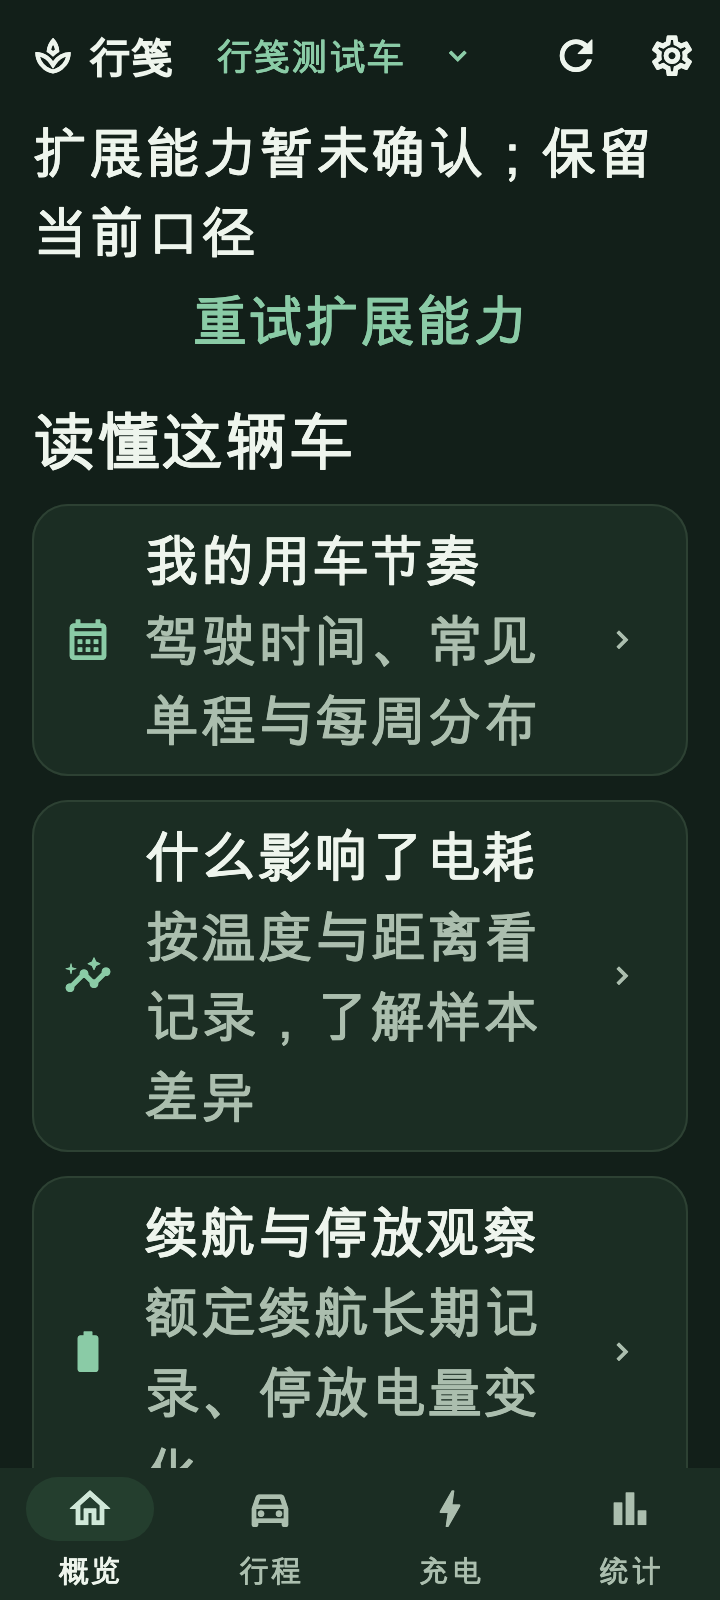 行笺 行笺测试车
扩展能力暂未确认；保留
当前口径
重试扩展能力
读懂这辆车
我的用车节奏
驾驶时间、常见
单程与每周分布
什么影响了电耗
按温度与距离看
记录，了解样本
差异
续航与停放观察
额定续航长期记
录、停放电量变
概览 行程 充电 统计